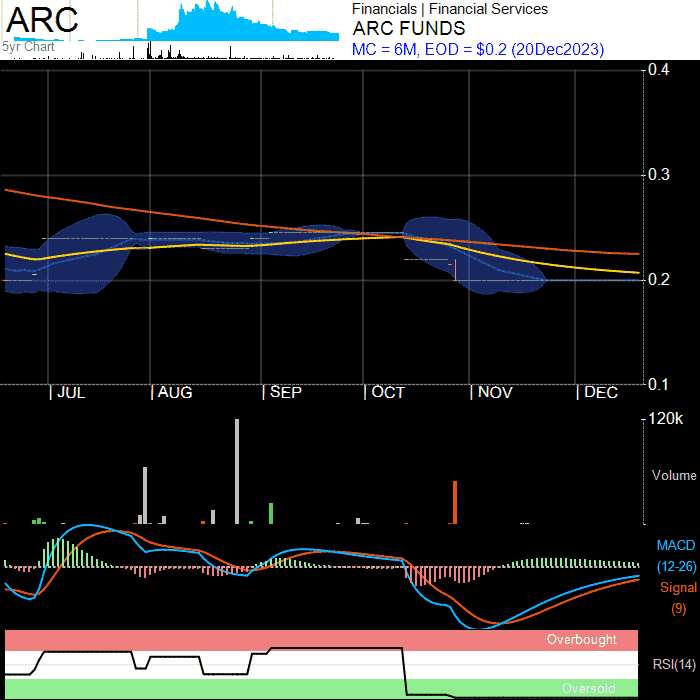 ARC
5yr Chart
Financials | Financial Services
ARC FUNDS
MC = 6M, EOD = $0.2 (20Dec2023)
0.4
0.3
0.2
0.1
| JUL | AUG | SEP | OCT | NOV | DEC
120k
Volume
MACD
(12-26)
Signal
(9)
Overbought
RSI(14)
Oversold